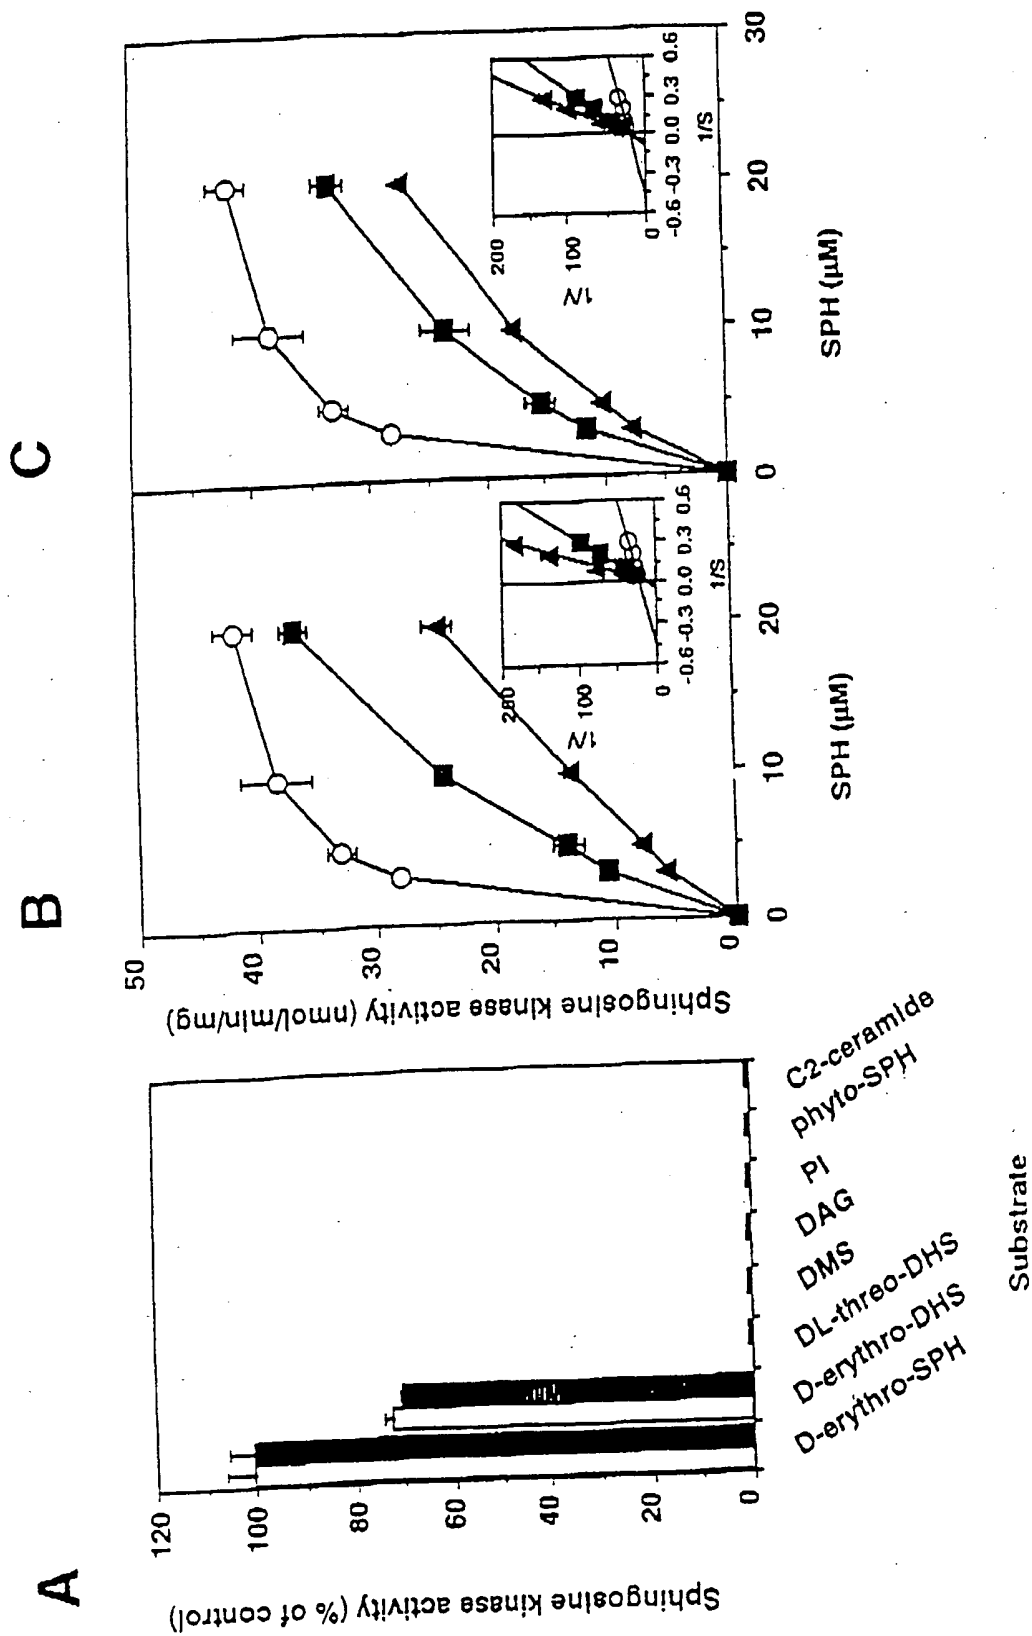 A
Sphingosine kinase activity (% of control)
120
100
80
60
40
20
0
D-erythro-SPH
D-erythro-DHS
DL-threo-DHS
DMS
DAG
PI
phyto-SPH
C2-ceramide
Substrate
B
Sphingosine kinase activity (nmol/min/mg)
50
40
30
20
10
0
0
10
20
SPH (µM)
200
100
0
1/V
-0.6
-0.3
0.0
0.3
0.6
1/S
C
0
10
20
30
SPH (µM)
200
100
0
1/V
-0.6
-0.3
0.0
0.3
0.6
1/S